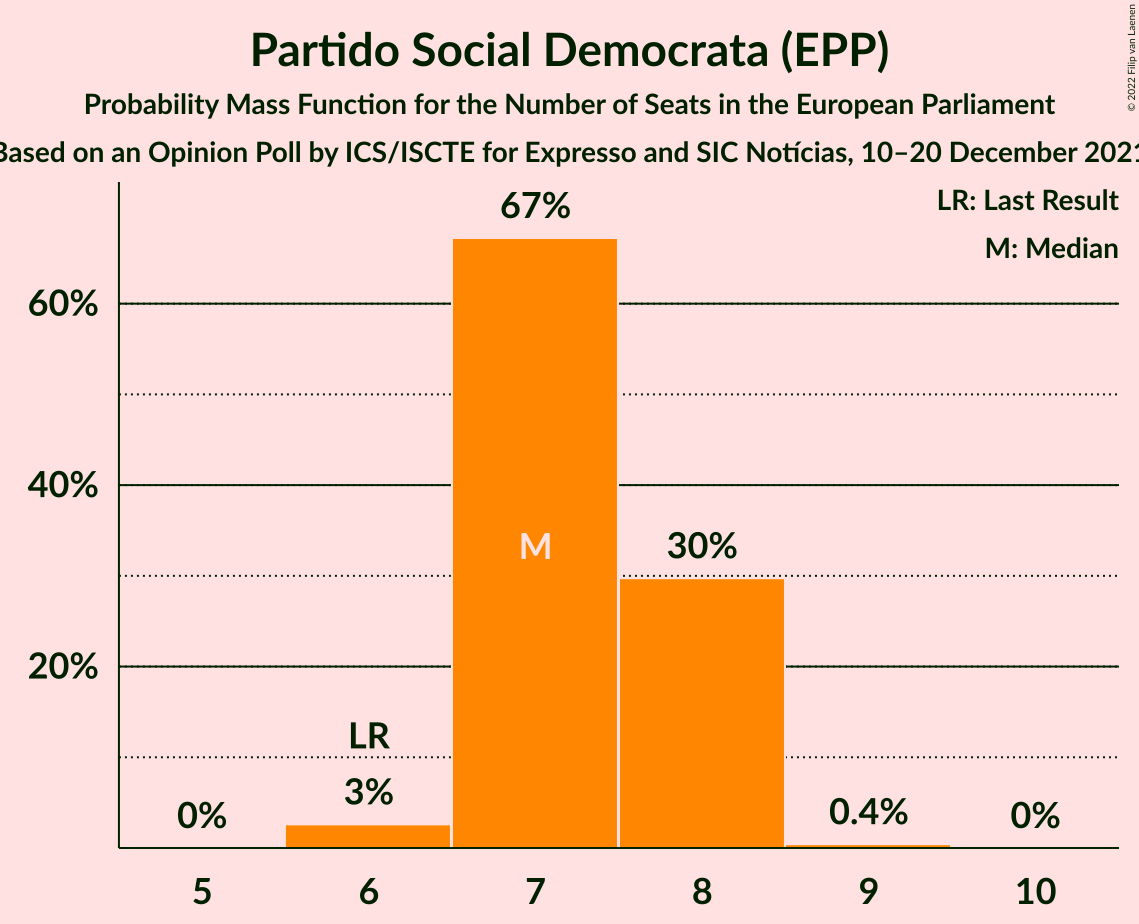 Partido Social Democrata (EPP)
Probability Mass Function for the Number of Seats in the European Parliament
Based on an Opinion Poll by ICS/ISCTE for Expresso and SIC Notícias, 10–20 December 2021
© 2022 Filip van Laenen
LR: Last Result
M: Median
67%
60%
40%
M
30%
20%
LR
3%
0%
0.4%
0%
5 6 7 8 9 10